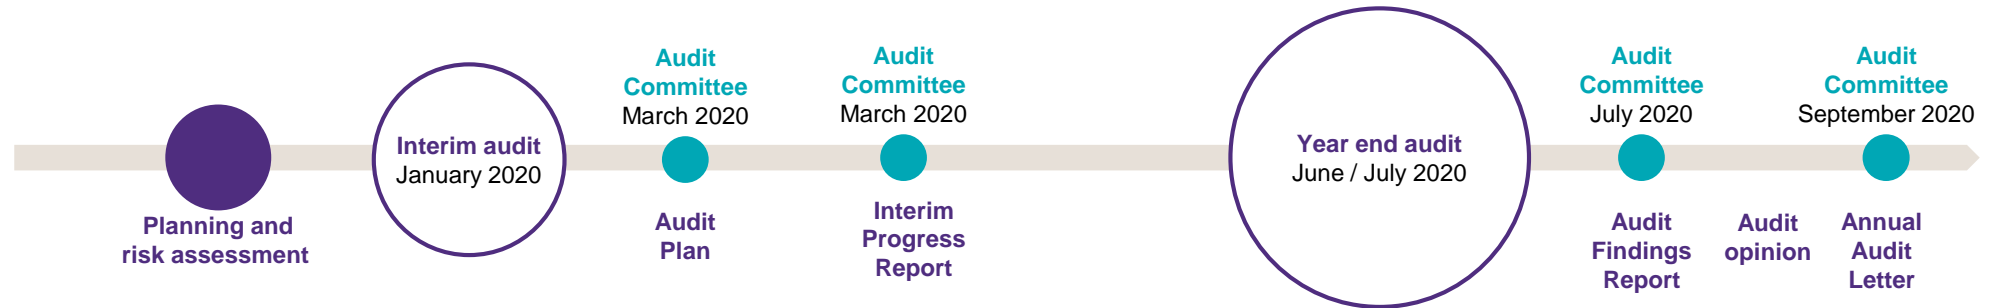 Planning and
risk assessment
Interim audit
January 2020
Audit
Committee
March 2020
Audit
Plan
Audit
Committee
March 2020
Interim
Progress
Report
Year end audit
June / July 2020
Audit
Committee
July 2020
Audit
Findings
Report
Audit
opinion
Audit
Committee
September 2020
Annual
Audit
Letter